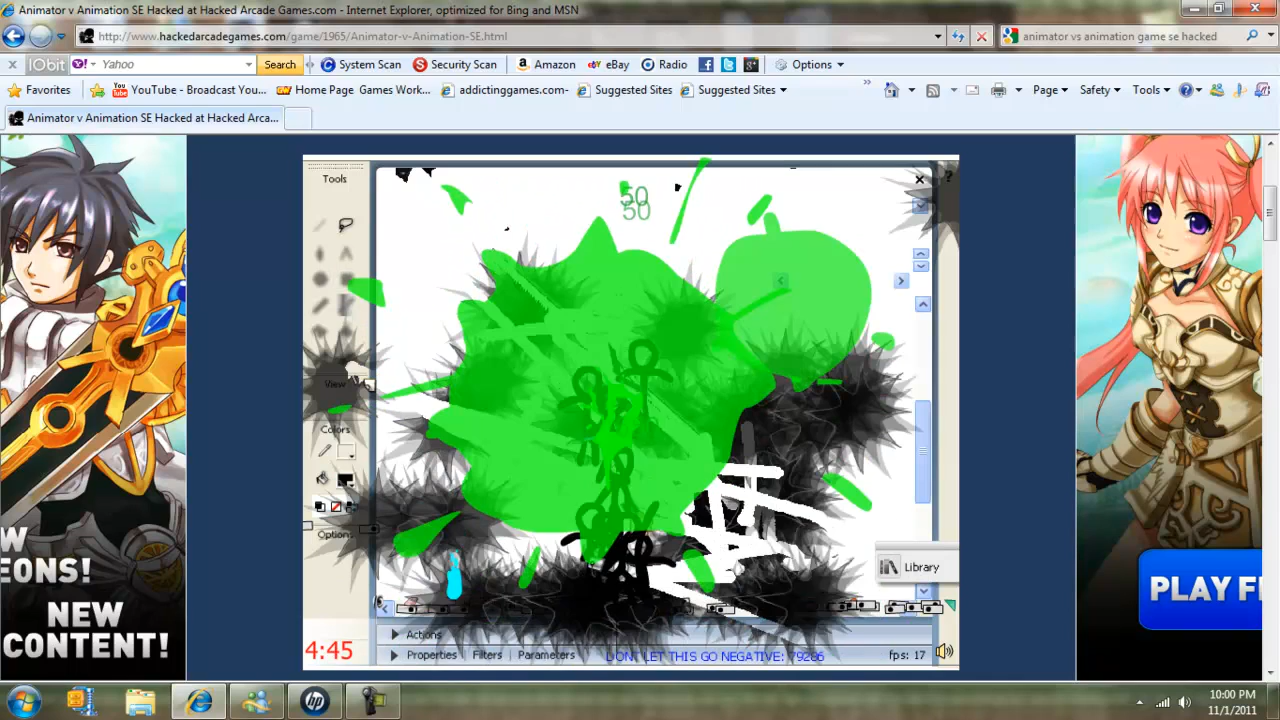 Animator v Animation SE Hacked at Hacked Arcade Games.com - Internet Explorer, optimized for Bing and MSN
http://www.hackedarcadegames.com/game/1965/Animator-v-Animation-SE.html
animator vs animation game se hacked
IObit
Y! Yahoo
Search
System Scan
Security Scan
Amazon
eBay
Radio
Options
Favorites
YouTube - Broadcast You...
Home Page Games Work...
addictinggames.com-
Suggested Sites
Suggested Sites
Page
Safety
Tools
Animator v Animation SE Hacked at Hacked Arca...
Tools
50
50
View
Colors
Options
Library
Actions
Properties
Filters
Parameters
DONT LET THIS GO NEGATIVE: 79286
fps: 17
4:45
NEW
CONTENT!
PLAY F
10:00 PM
11/1/2011